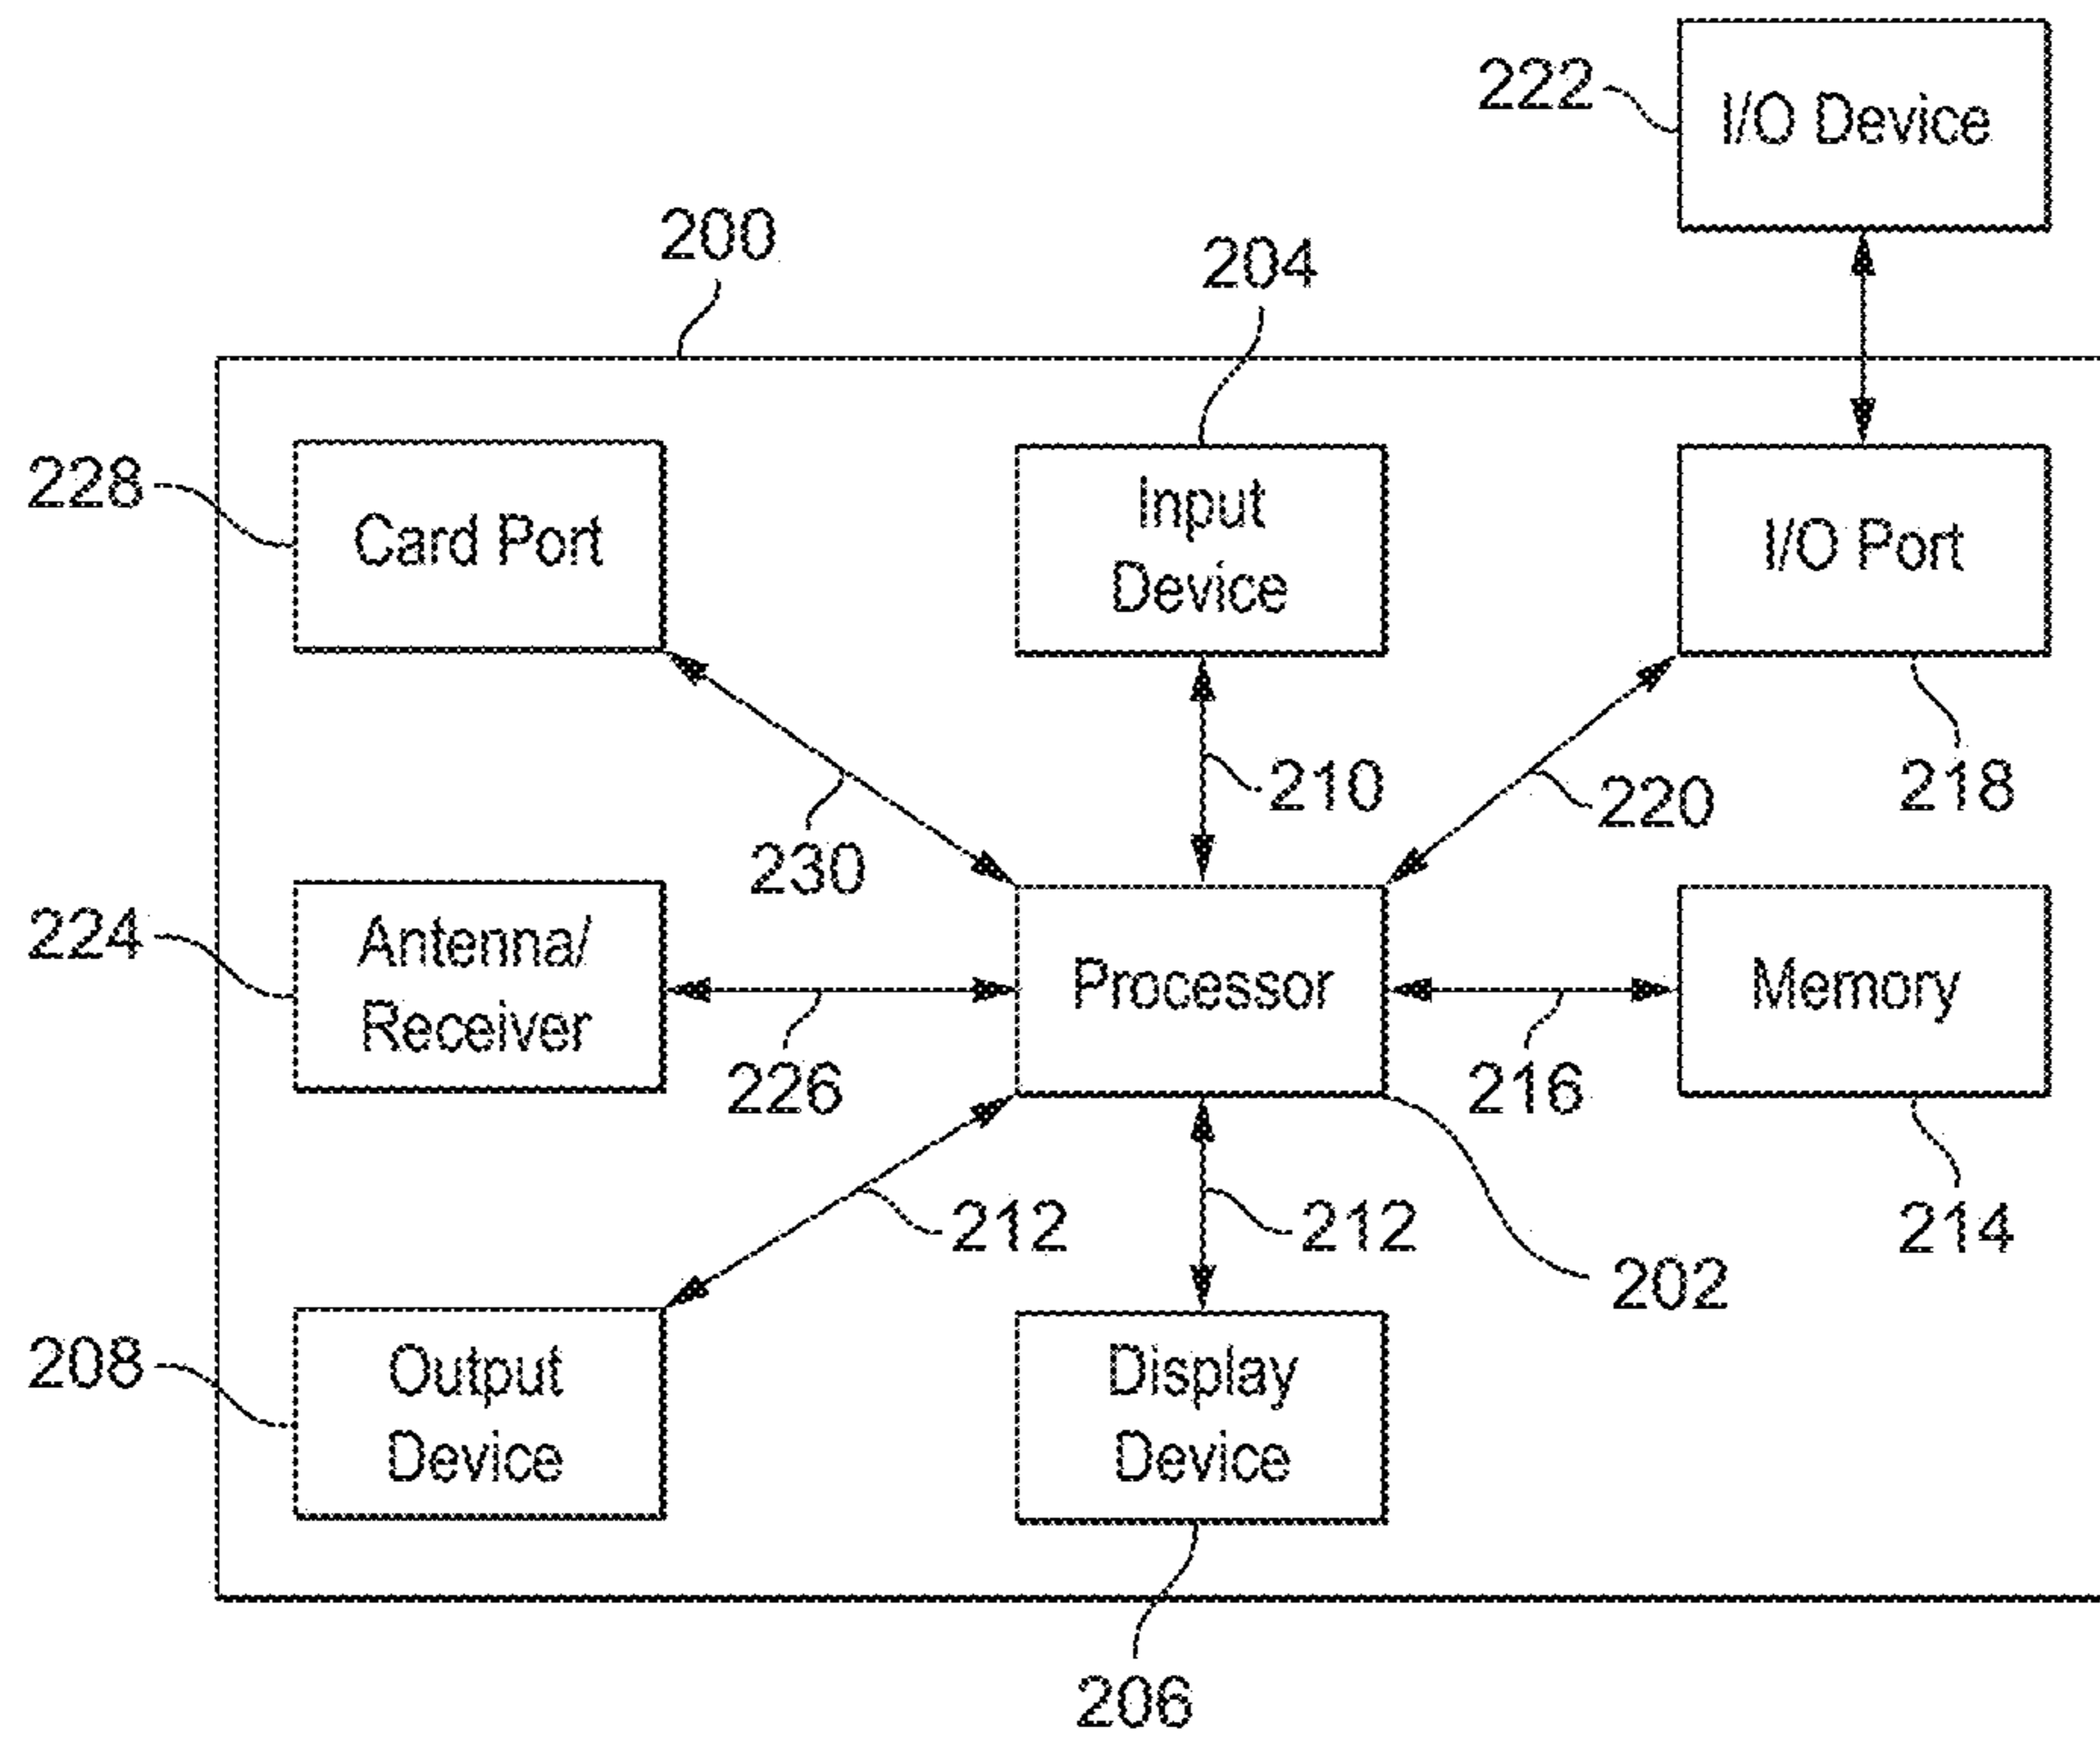 222
I/O Device
200
204
228
Card Port
Input
Device
I/O Port
210
220
218
230
224
Antenna/
Receiver
Processor
Memory
226
216
212
212
214
202
208
Output
Device
Display
Device
206